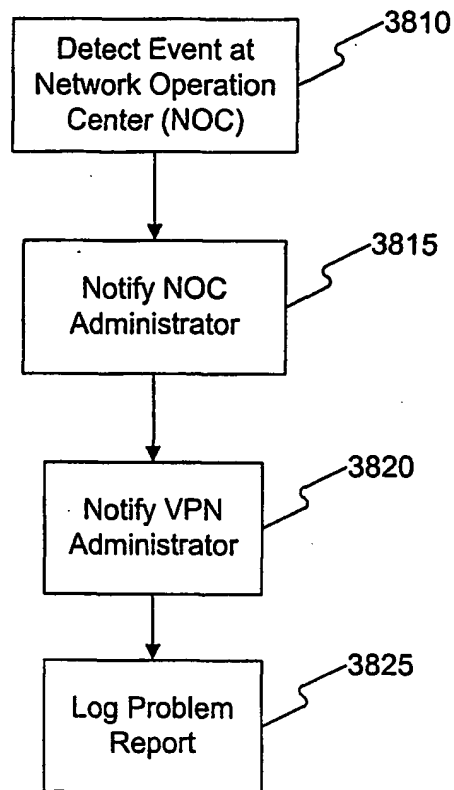 3810
Detect Event at
Network Operation
Center (NOC)
3815
Notify NOC
Administrator
3820
Notify VPN
Administrator
3825
Log Problem
Report